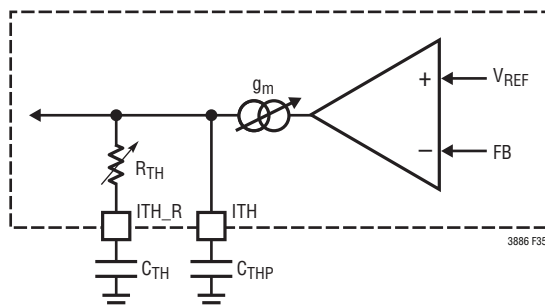 gm
+
VREF
−
FB
RTH
ITH_R
ITH
3886 F35
CTH
CTHP